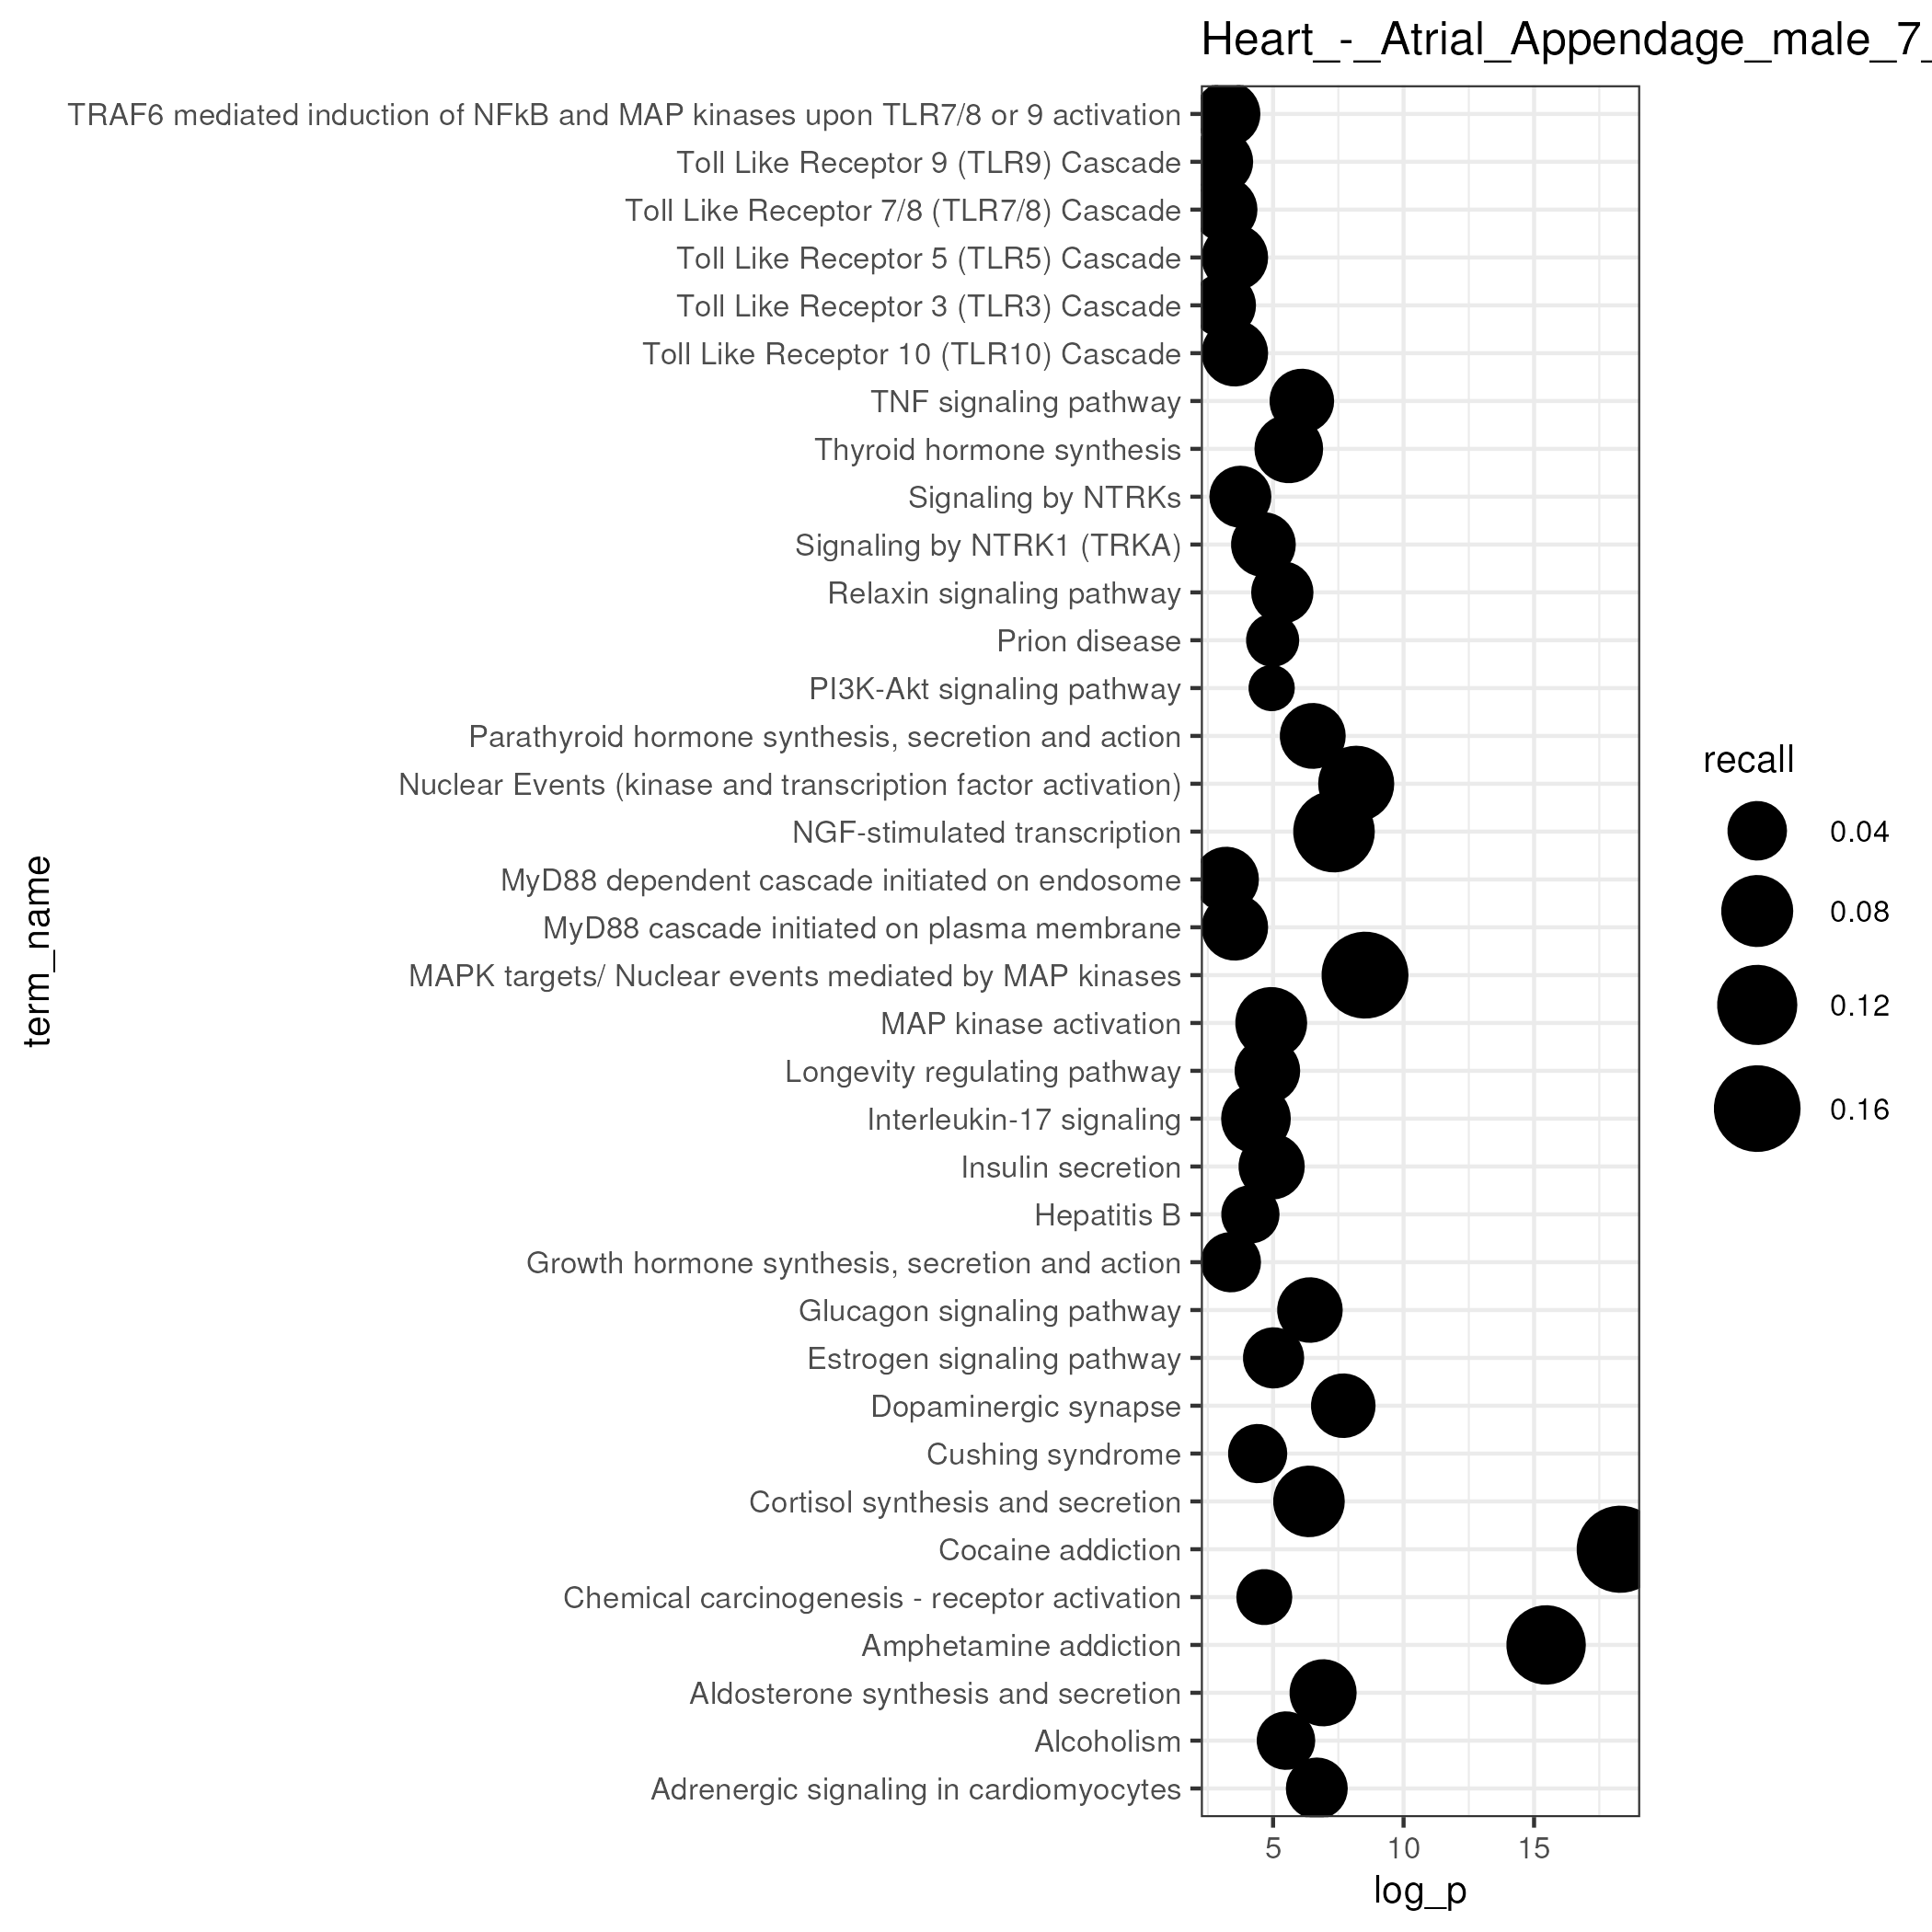 Heart_-_Atrial_Appendage_male_7_
TRAF6 mediated induction of NFkB and MAP kinases upon TLR7/8 or 9 activation
Toll Like Receptor 9 (TLR9) Cascade
Toll Like Receptor 7/8 (TLR7/8) Cascade
Toll Like Receptor 5 (TLR5) Cascade
Toll Like Receptor 3 (TLR3) Cascade
Toll Like Receptor 10 (TLR10) Cascade
TNF signaling pathway
Thyroid hormone synthesis
Signaling by NTRKs
Signaling by NTRK1 (TRKA)
Relaxin signaling pathway
Prion disease
PI3K-Akt signaling pathway
Parathyroid hormone synthesis, secretion and action
Nuclear Events (kinase and transcription factor activation)
NGF-stimulated transcription
MyD88 dependent cascade initiated on endosome
MyD88 cascade initiated on plasma membrane
MAPK targets/ Nuclear events mediated by MAP kinases
MAP kinase activation
Longevity regulating pathway
Interleukin-17 signaling
Insulin secretion
Hepatitis B
Growth hormone synthesis, secretion and action
Glucagon signaling pathway
Estrogen signaling pathway
Dopaminergic synapse
Cushing syndrome
Cortisol synthesis and secretion
Cocaine addiction
Chemical carcinogenesis - receptor activation
Amphetamine addiction
Aldosterone synthesis and secretion
Alcoholism
Adrenergic signaling in cardiomyocytes
term_name
5 10 15
log_p
recall
0.04
0.08
0.12
0.16